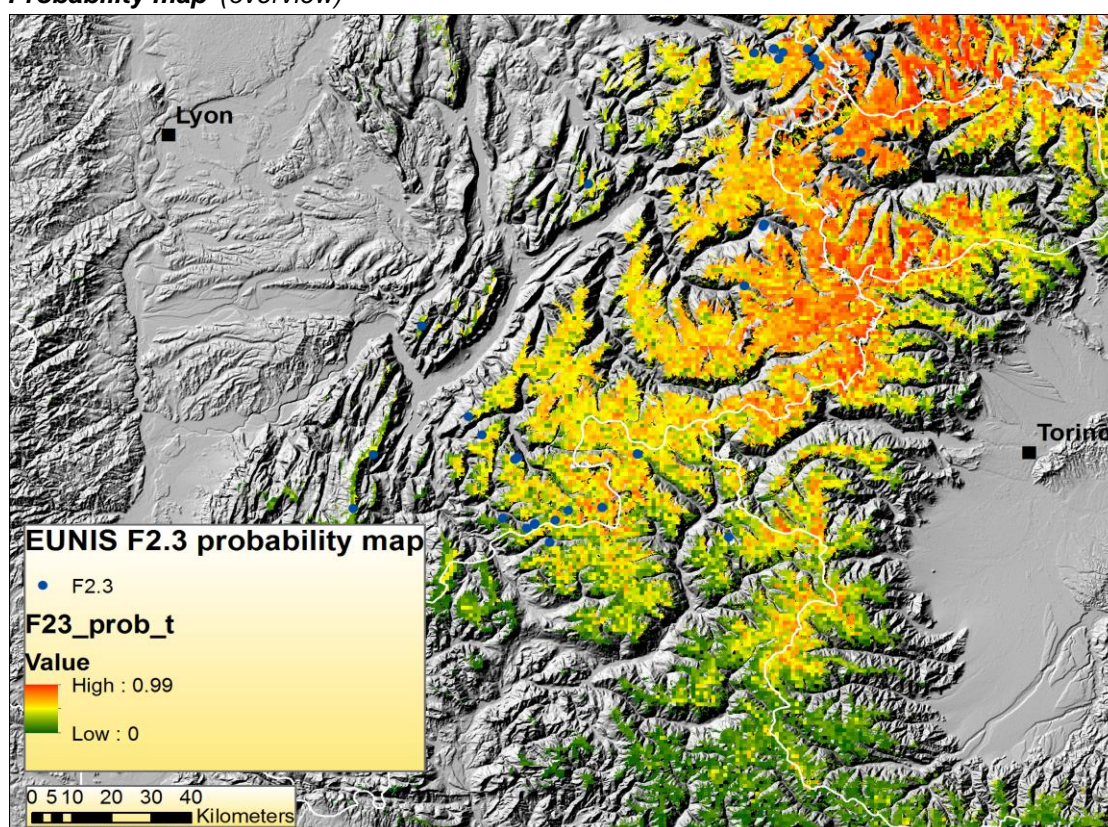 Probability map (overview)
Lyon
Torino
EUNIS F2.3 probability map
F2.3
F23_prob_t
Value
High : 0.99
Low : 0
0 5 10 20 30 40
Kilometers